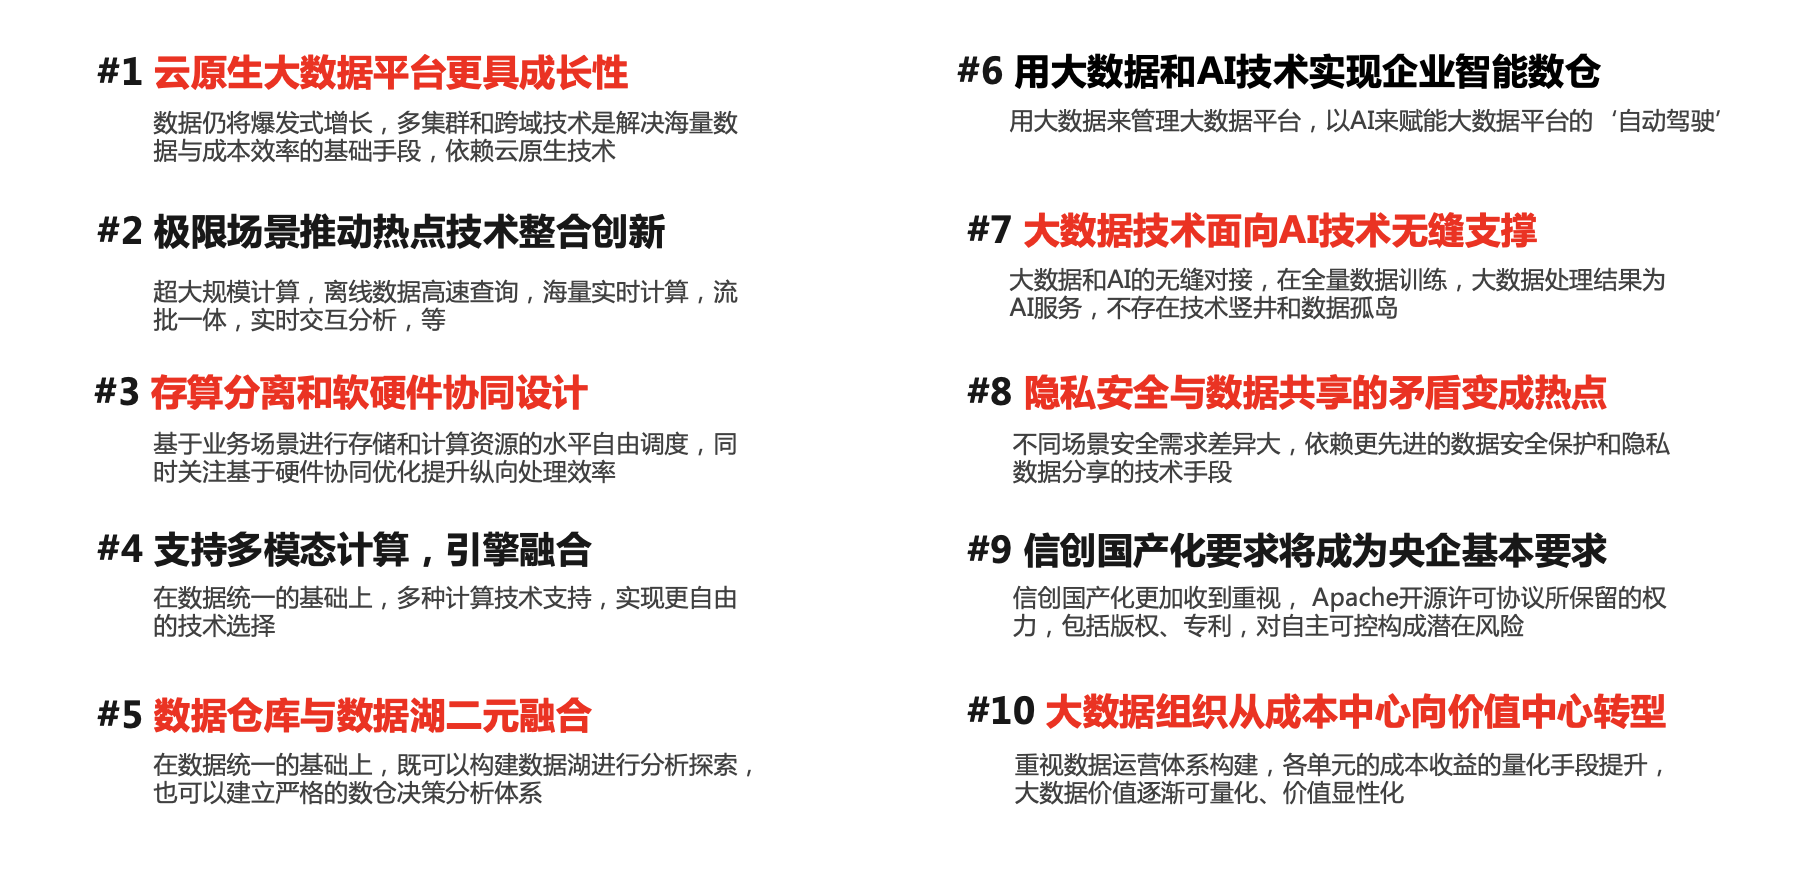 #1 云原生大数据平台更具成长性
数据仍将爆发式增长，多集群和跨域技术是解决海量数
据与成本效率的基础手段，依赖云原生技术
#2 极限场景推动热点技术整合创新
超大规模计算，离线数据高速查询，海量实时计算，流
批一体，实时交互分析，等
#3 存算分离和软硬件协同设计
基于业务场景进行存储和计算资源的水平自由调度，同
时关注基于硬件协同优化提升纵向处理效率
#4 支持多模态计算，引擎融合
在数据统一的基础上，多种计算技术支持，实现更自由
的技术选择
#5 数据仓库与数据湖二元融合
在数据统一的基础上，既可以构建数据湖进行分析探索，
也可以建立严格的数仓决策分析体系
#6 用大数据和AI技术实现企业智能数仓
用大数据来管理大数据平台，以AI来赋能大数据平台的‘自动驾驶’
#7 大数据技术面向AI技术无缝支撑
大数据和AI的无缝对接，在全量数据训练，大数据处理结果为
AI服务，不存在技术竖井和数据孤岛
#8 隐私安全与数据共享的矛盾变成热点
不同场景安全需求差异大，依赖更先进的数据安全保护和隐私
数据分享的技术手段
#9 信创国产化要求将成为央企基本要求
信创国产化更加收到重视， Apache开源许可协议所保留的权
力，包括版权、专利，对自主可控构成潜在风险
#10 大数据组织从成本中心向价值中心转型
重视数据运营体系构建，各单元的成本收益的量化手段提升，
大数据价值逐渐可量化、价值显性化